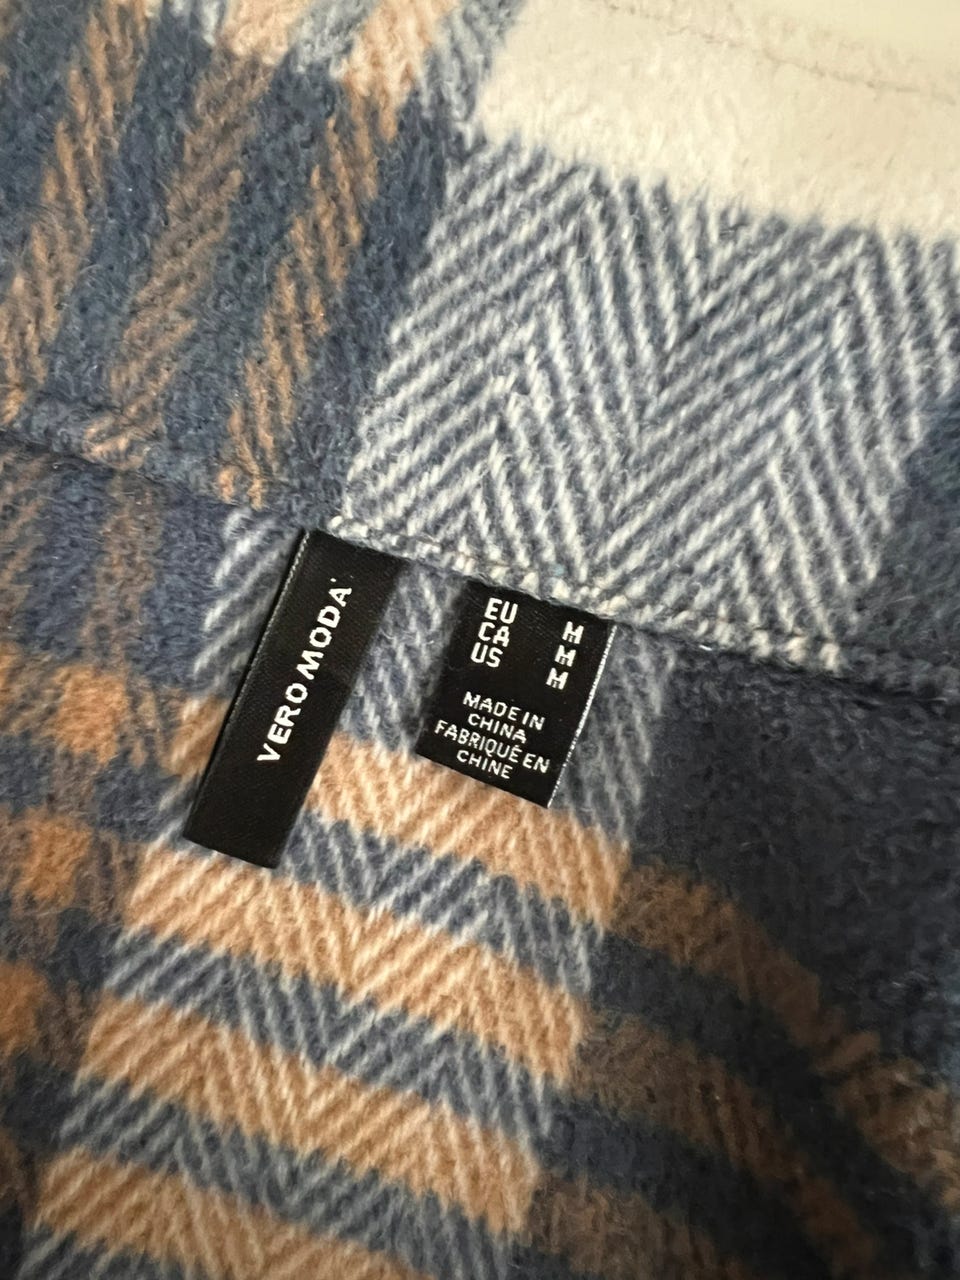 VERO MODA
EU M
CA M
US M
MADE IN
CHINA
FABRIQUÉ EN
CHINE